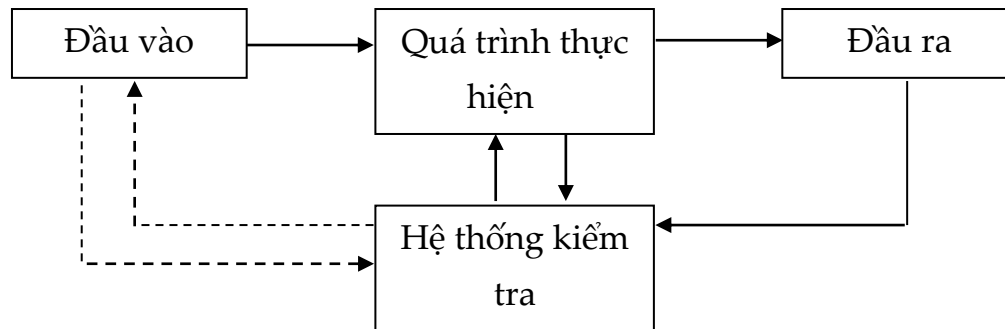 Đầu vào
Quá trình thực
hiện
Đầu ra
Hệ thống kiểm
tra